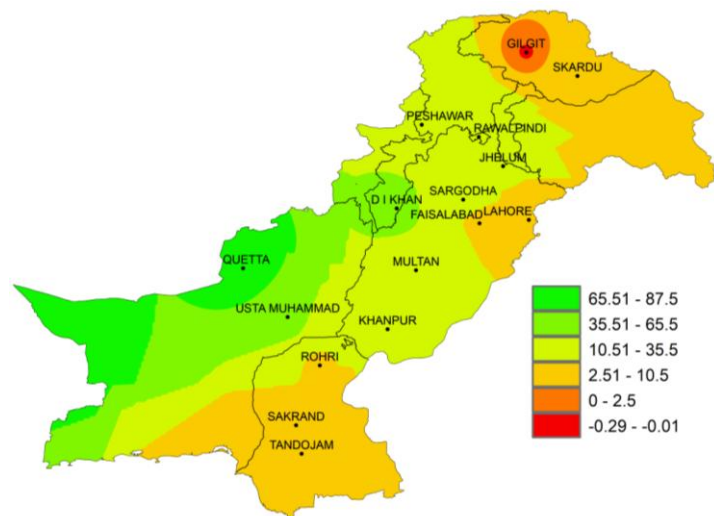 GILGIT
SKARDU
PESHAWAR
RAWALPINDI
JHELUM
SARGODHA
D I KHAN
FAISALABAD
LAHORE
QUETTA
MULTAN
USTA MUHAMMAD
KHANPUR
ROHRI
SAKRAND
TANDOJAM
65.51 - 87.5
35.51 - 65.5
10.51 - 35.5
2.51 - 10.5
0 - 2.5
-0.29 - -0.01